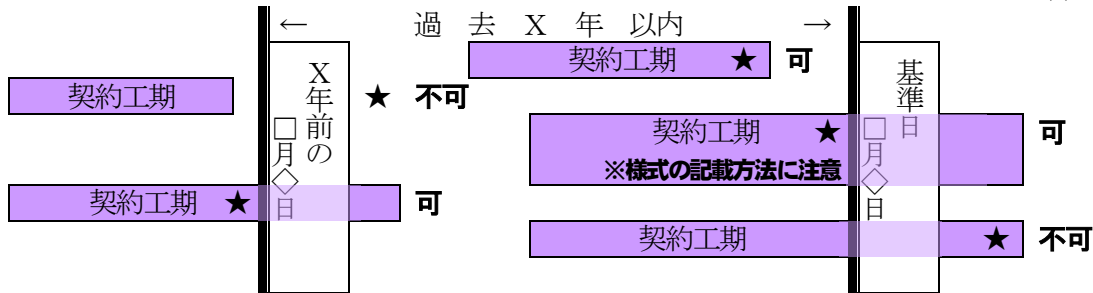 ← 過 去 X 年 以内 →
契約工期 ★ 可
契約工期
★ 不可
X年前の
□月◇日
基準日
□月◇日
契約工期 ★ 可
※様式の記載方法に注意
契約工期 ★ 可
契約工期 ★ 不可